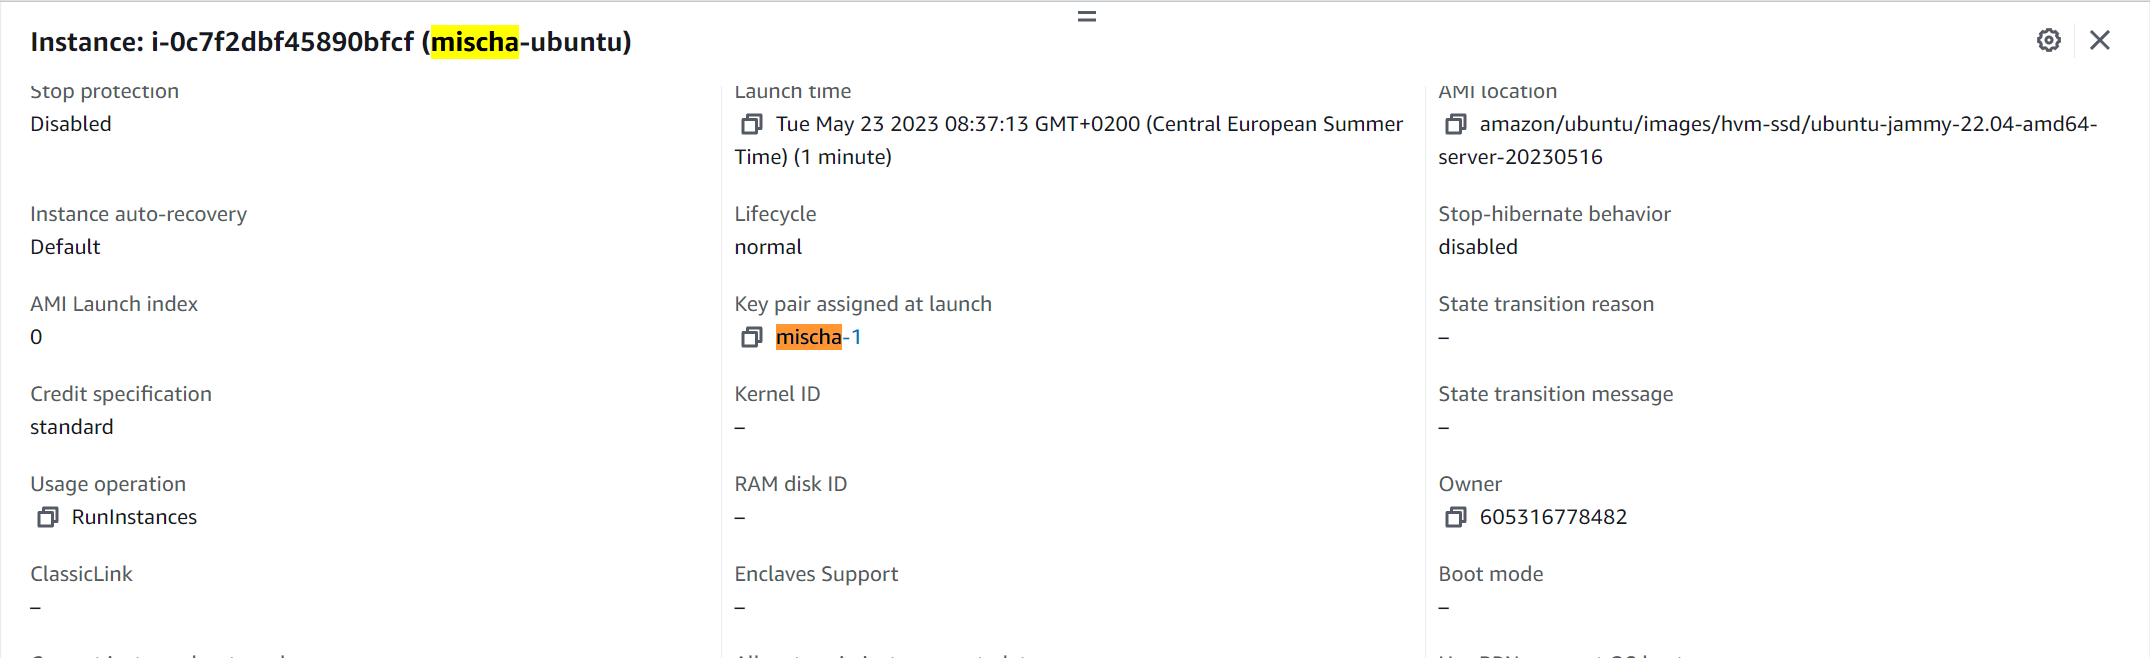 Instance: i-0c7f2dbf45890bfcf (mischa-ubuntu)
Stop protection
Disabled
Launch time
Tue May 23 2023 08:37:13 GMT+0200 (Central European Summer
Time) (1 minute)
AMI location
amazon/ubuntu/images/hvm-ssd/ubuntu-jammy-22.04-amd64-
server-20230516
Instance auto-recovery
Default
Lifecycle
normal
Stop-hibernate behavior
disabled
AMI Launch index
0
Key pair assigned at launch
mischa-1
State transition reason
–
Credit specification
standard
Kernel ID
–
State transition message
–
Usage operation
RunInstances
RAM disk ID
–
Owner
605316778482
ClassicLink
–
Enclaves Support
–
Boot mode
–